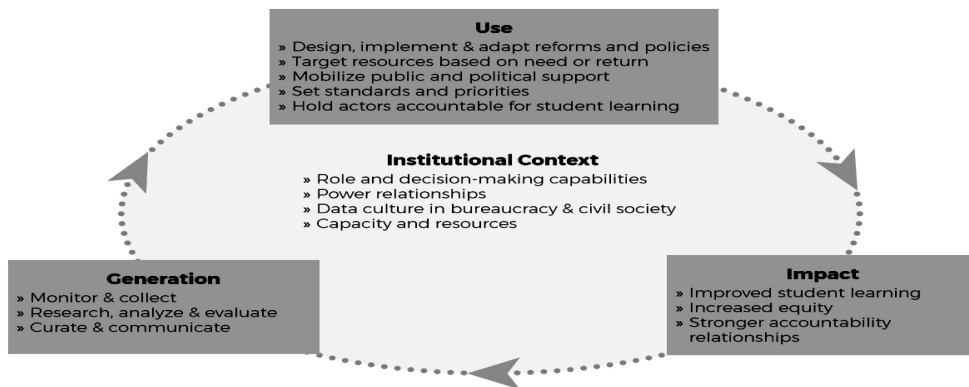 Use
» Design, implement & adapt reforms and policies
» Target resources based on need or return
» Mobilize public and political support
» Set standards and priorities
» Hold actors accountable for student learning
Institutional Context
» Role and decision-making capabilities
» Power relationships
» Data culture in bureaucracy & civil society
» Capacity and resources
Generation
» Monitor & collect
» Research, analyze & evaluate
» Curate & communicate
Impact
» Improved student learning
» Increased equity
» Stronger accountability
relationships